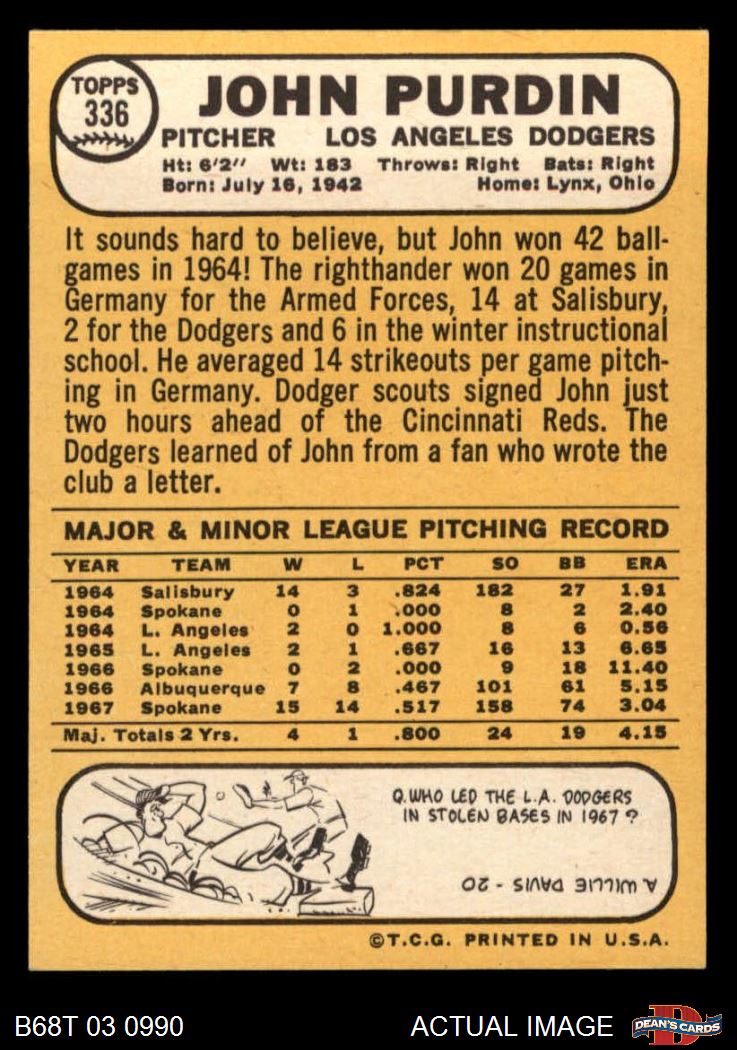 TOPPS
336
JOHN PURDIN
PITCHER LOS ANGELES DODGERS
Ht: 6'2" Wt: 183 Throws: Right Bats: Right
Born: July 16, 1942 Home: Lynx, Ohio
It sounds hard to believe, but John won 42 ball-
games in 1964! The righthander won 20 games in
Germany for the Armed Forces, 14 at Salisbury,
2 for the Dodgers and 6 in the winter instructional
school. He averaged 14 strikeouts per game pitch-
ing in Germany. Dodger scouts signed John just
two hours ahead of the Cincinnati Reds. The
Dodgers learned of John from a fan who wrote the
club a letter.
MAJOR & MINOR LEAGUE PITCHING RECORD
YEAR TEAM W L PCT SO BB ERA
1964 Salisbury 14 3 .824 182 27 1.91
1964 Spokane 0 1 .000 8 2 2.40
1964 L. Angeles 2 0 1.000 8 6 0.56
1965 L. Angeles 2 1 .667 16 13 6.65
1966 Spokane 0 2 .000 9 18 11.40
1966 Albuquerque 7 8 .467 101 61 5.15
1967 Spokane 15 14 .517 158 74 3.04
Maj. Totals 2 Yrs. 4 1 .800 24 19 4.15
Q. WHO LED THE L.A. DODGERS
IN STOLEN BASES IN 1967?
A. WILLIE DAVIS - 20
©T.C.G. PRINTED IN U.S.A.
B68T 03 0990 ACTUAL IMAGE
D
DEAN'S CARDS